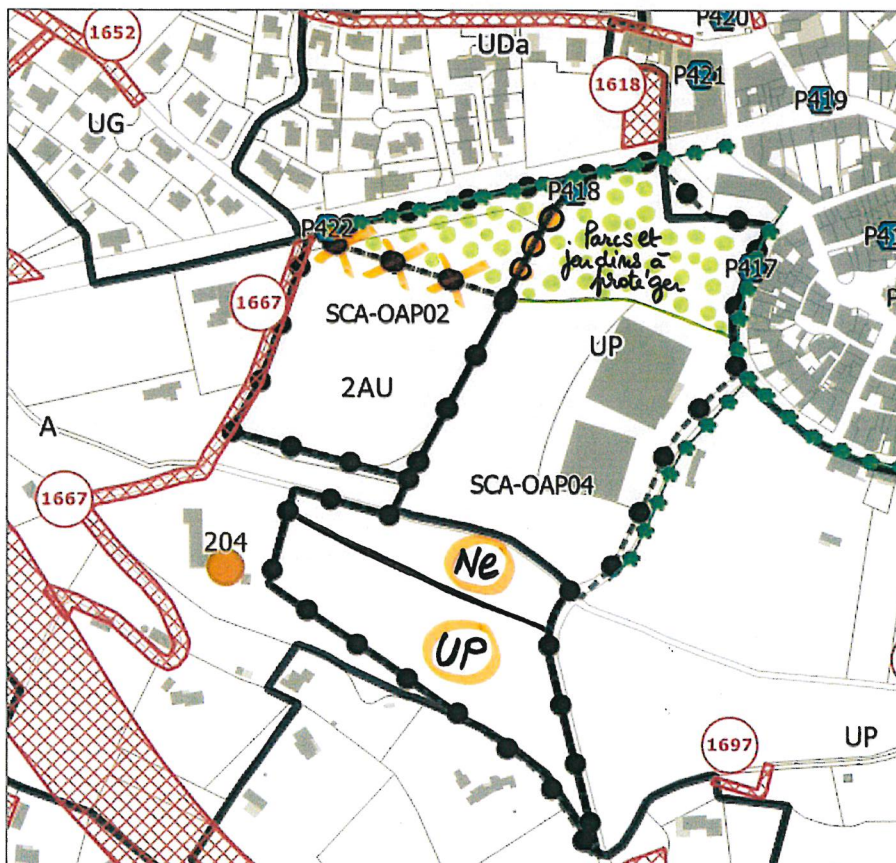 1652
UDa
P420
P421
1618
P419
UG
P422
P418
Parcs et
jardins à
protéger
P417
1667
SCA-OAP02
UP
2AU
A
SCA-OAP04
1667
204
Ne
UP
1697
UP